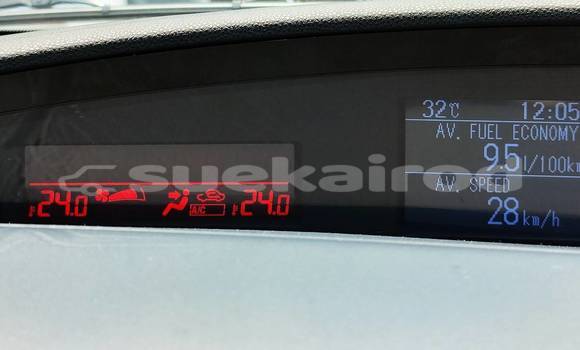 32°C 12:05
AV. FUEL ECONOMY
9.5 l/100km
AV. SPEED
28 km/h
24.0 A/C 24.0
suekairo